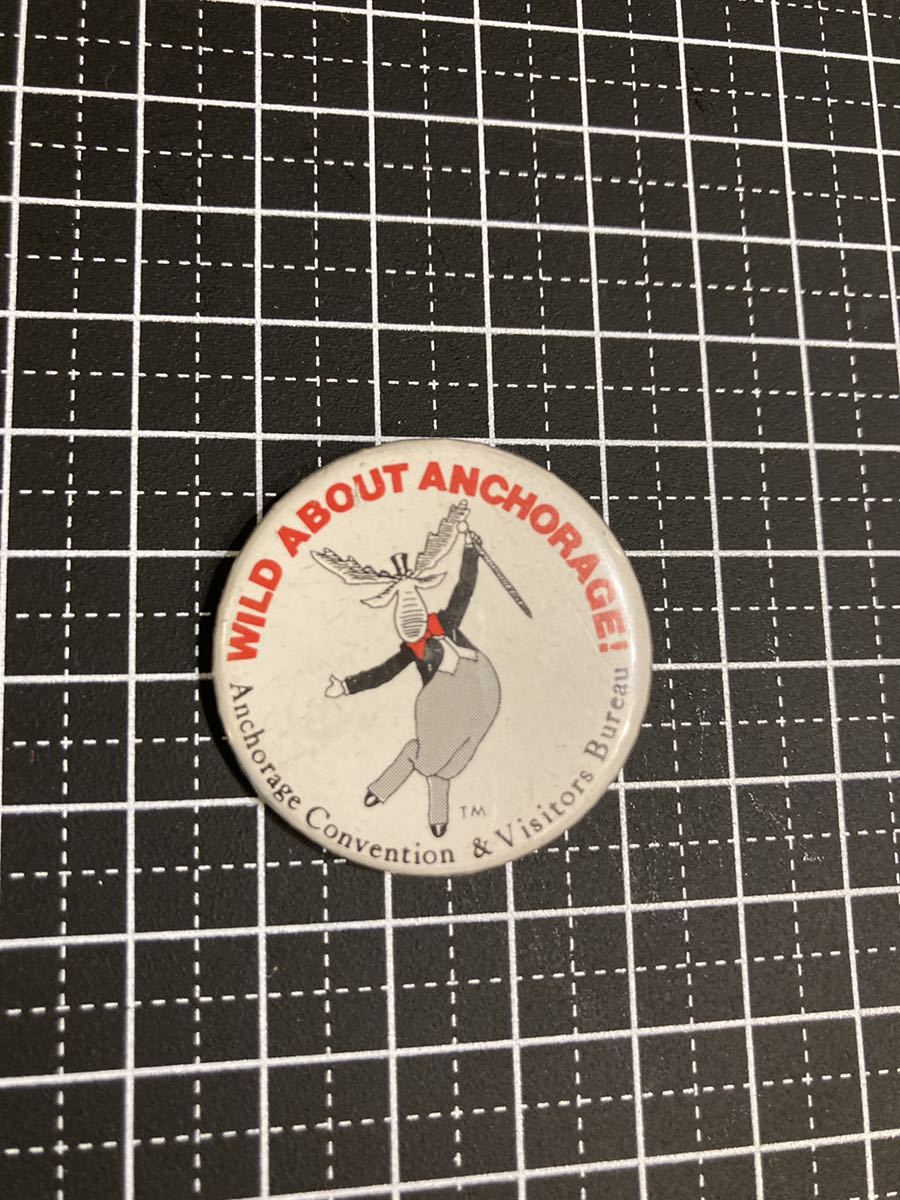 WILD ABOUT ANCHORAGE!
TM
Anchorage Convention & Visitors Bureau